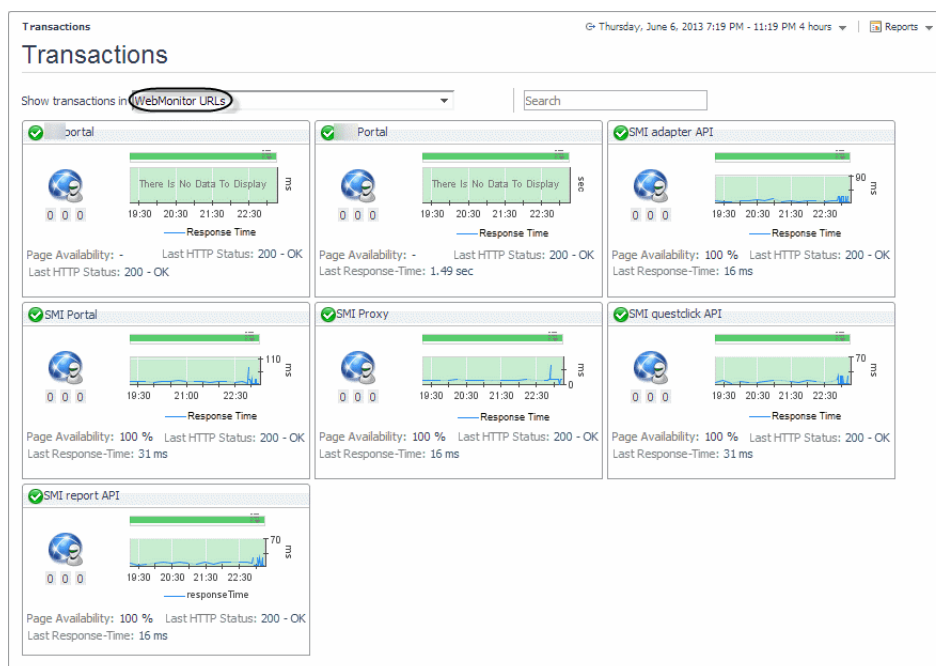 Transactions
Thursday, June 6, 2013 7:19 PM - 11:19 PM 4 hours
Reports
Transactions
Show transactions in WebMonitor URLs
Search
portal
There Is No Data To Display
ms
19:30 20:30 21:30 22:30
Response Time
0 0 0
Page Availability: - Last HTTP Status: 200 - OK
Last HTTP Status: 200 - OK
Portal
There Is No Data To Display
sec
19:30 20:30 21:30 22:30
Response Time
0 0 0
Page Availability: - Last HTTP Status: 200 - OK
Last Response-Time: 1.49 sec
SMI adapter API
90
ms
19:30 20:30 21:30 22:30
Response Time
0 0 0
Page Availability: 100 % Last HTTP Status: 200 - OK
Last Response-Time: 16 ms
SMI Portal
110
ms
19:30 21:00 22:30
Response Time
0 0 0
Page Availability: 100 % Last HTTP Status: 200 - OK
Last Response-Time: 31 ms
SMI Proxy
ms
0
19:30 20:30 21:30 22:30
Response Time
0 0 0
Page Availability: 100 % Last HTTP Status: 200 - OK
Last Response-Time: 16 ms
SMI questclick API
70
ms
19:30 20:30 21:30 22:30
Response Time
0 0 0
Page Availability: 100 % Last HTTP Status: 200 - OK
Last Response-Time: 31 ms
SMI report API
70
ms
19:30 20:30 21:30 22:30
responseTime
0 0 0
Page Availability: 100 % Last HTTP Status: 200 - OK
Last Response-Time: 16 ms